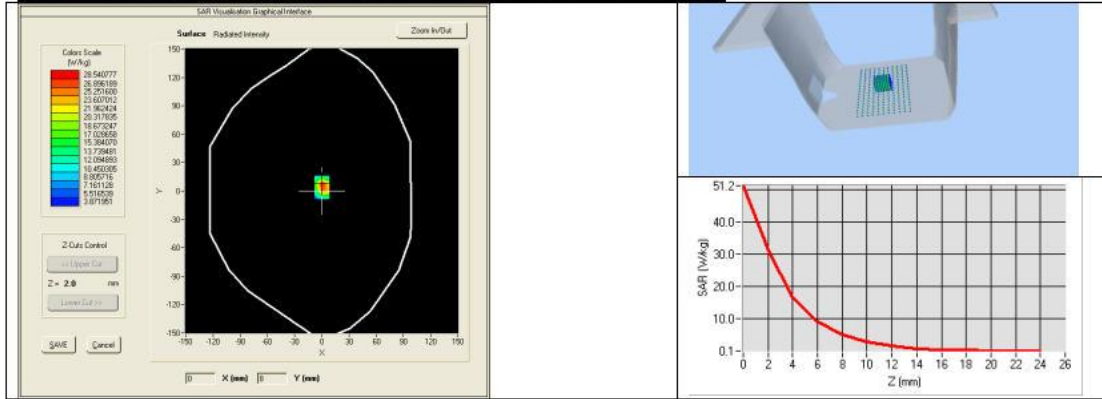 SAR Visualisation Graphical Interface
Surface Radiated Intensity
Zoom In/Out
Colors Scale
(W/kg)
28.540777
26.896189
25.251600
23.607012
21.962424
20.317835
18.673247
17.028658
15.384070
13.739481
12.094893
10.450305
8.805716
7.161128
5.516539
3.871951
Z-Cuts Control
<< Upper Cut
Z = 2.0 mm
Lower Cut >>
SAVE Cancel
Y
150
120
90
60
30
0
-30
-60
-90
-120
-150
-150 -120 -90 -60 -30 0 30 60 90 120 150
X
0 X (mm) 0 Y (mm)
SAR (W/kg)
51.2
40.0
30.0
20.0
10.0
0.1
0 2 4 6 8 10 12 14 16 18 20 22 24 26
Z (mm)